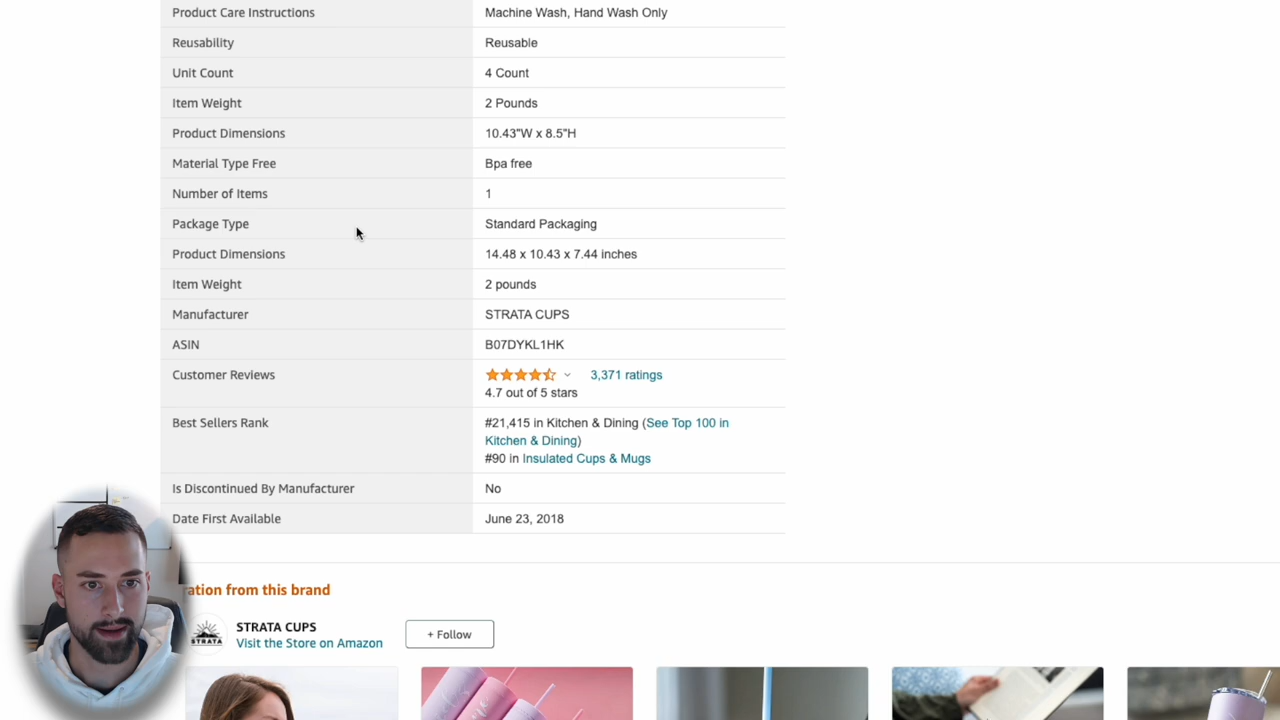 Product Care Instructions Machine Wash, Hand Wash Only
Reusability Reusable
Unit Count 4 Count
Item Weight 2 Pounds
Product Dimensions 10.43"W x 8.5"H
Material Type Free Bpa free
Number of Items 1
Package Type Standard Packaging
Product Dimensions 14.48 x 10.43 x 7.44 inches
Item Weight 2 pounds
Manufacturer STRATA CUPS
ASIN B07DYKL1HK
Customer Reviews 3,371 ratings
4.7 out of 5 stars
Best Sellers Rank #21,415 in Kitchen & Dining (See Top 100 in
Kitchen & Dining)
#90 in Insulated Cups & Mugs
Is Discontinued By Manufacturer No
Date First Available June 23, 2018
ration from this brand
STRATA
STRATA CUPS
Visit the Store on Amazon
+ Follow